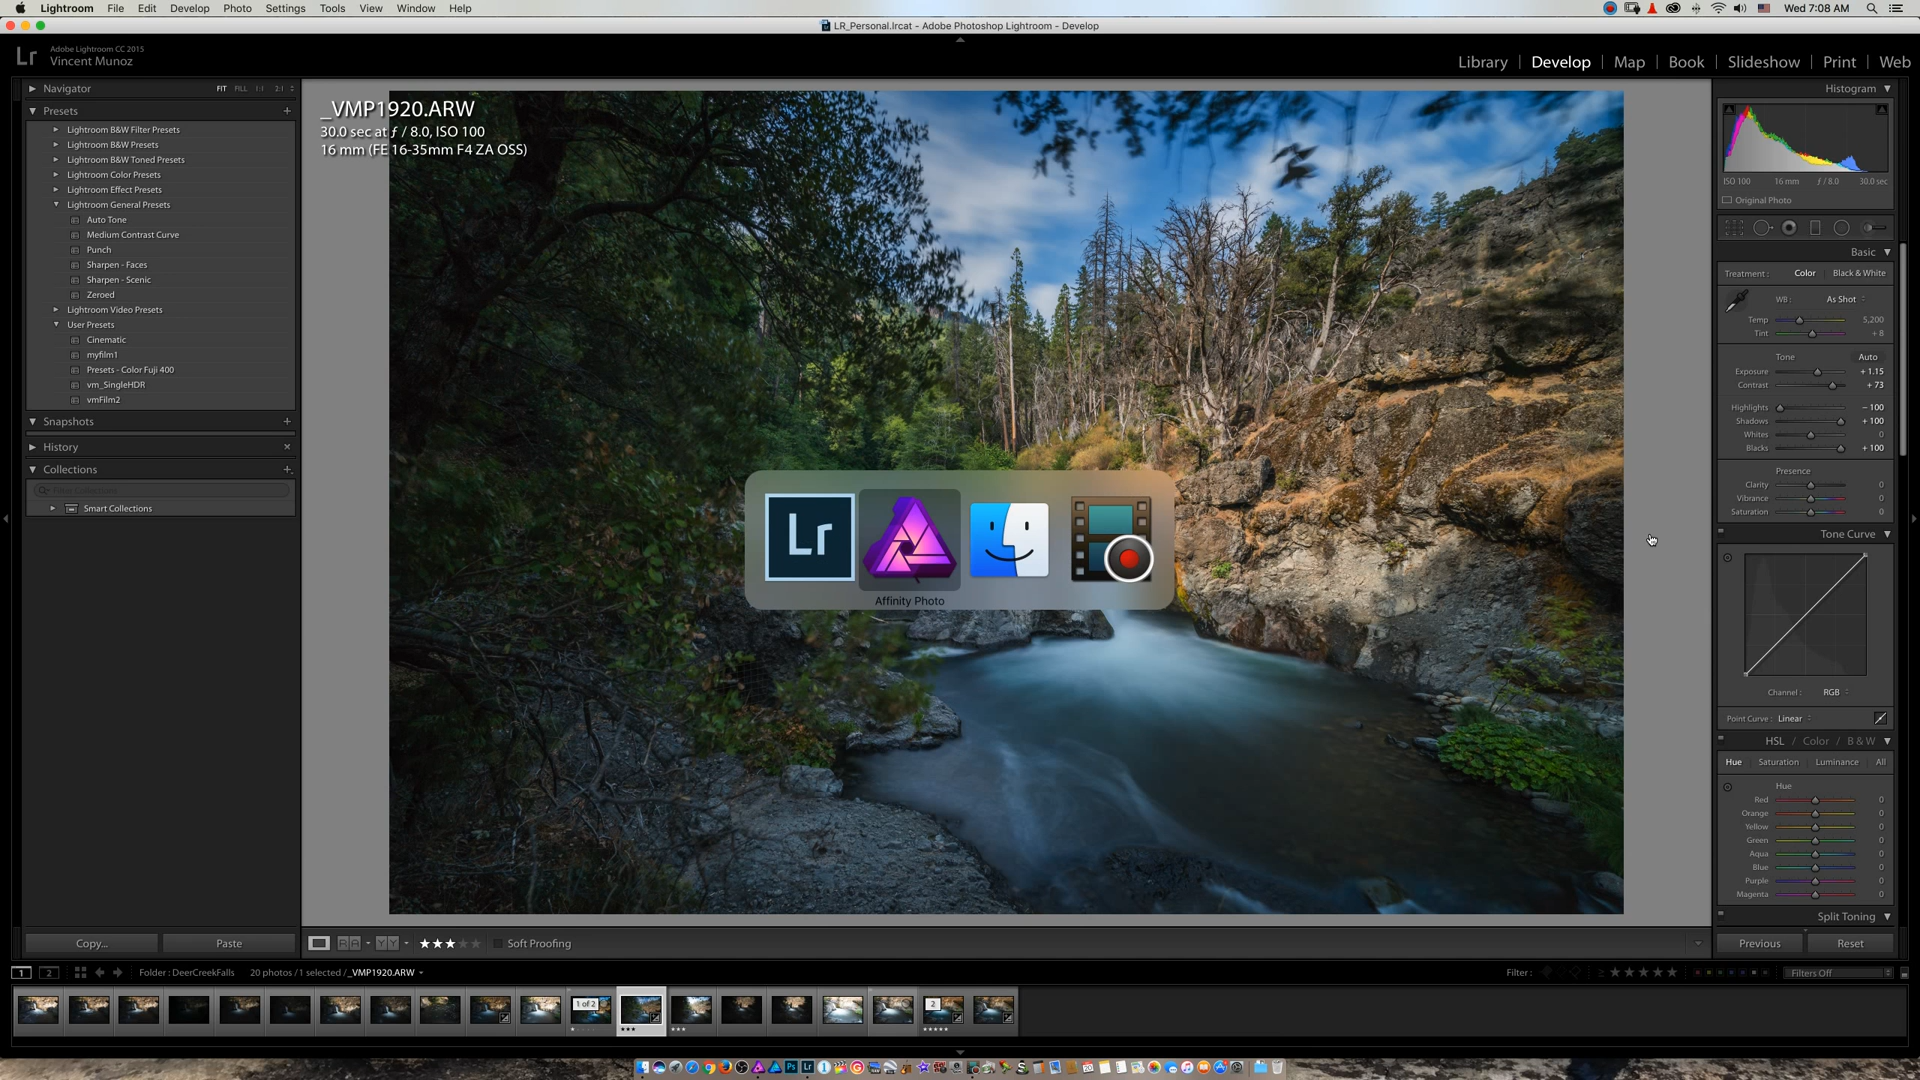 Lightroom File Edit Develop Photo Settings Tools View Window Help
Wed 7:08 AM
LR_Personal.lrcat - Adobe Photoshop Lightroom - Develop
Lr
Adobe Lightroom CC 2015
Vincent Munoz
Library | Develop | Map | Book | Slideshow | Print | Web
Navigator FIT FILL 1:1 2:1
Presets +
Lightroom B&W Filter Presets
Lightroom B&W Presets
Lightroom B&W Toned Presets
Lightroom Color Presets
Lightroom Effect Presets
Lightroom General Presets
Auto Tone
Medium Contrast Curve
Punch
Sharpen - Faces
Sharpen - Scenic
Zeroed
Lightroom Video Presets
User Presets
Cinematic
myfilm1
Presets - Color Fuji 400
vm_SingleHDR
vmFilm2
Snapshots +
History ×
Collections +
Filter Collections
Smart Collections
Copy... Paste
_VMP1920.ARW
30.0 sec at ƒ / 8.0, ISO 100
16 mm (FE 16-35mm F4 ZA OSS)
Lr
Affinity Photo
Histogram
ISO 100 16 mm ƒ / 8.0 30.0 sec
Original Photo
Basic
Treatment : Color Black & White
WB : As Shot
Temp 5,200
Tint + 8
Tone Auto
Exposure + 1.15
Contrast + 73
Highlights − 100
Shadows + 100
Whites 0
Blacks + 100
Presence
Clarity 0
Vibrance 0
Saturation 0
Tone Curve
Channel : RGB
Point Curve : Linear
HSL / Color / B & W
Hue Saturation Luminance All
Hue
Red 0
Orange 0
Yellow 0
Green 0
Aqua 0
Blue 0
Purple 0
Magenta 0
Split Toning
Previous Reset
Soft Proofing
1 2 Folder : DeerCreekFalls 20 photos / 1 selected / _VMP1920.ARW
Filter : Filters Off
1 of 2
2